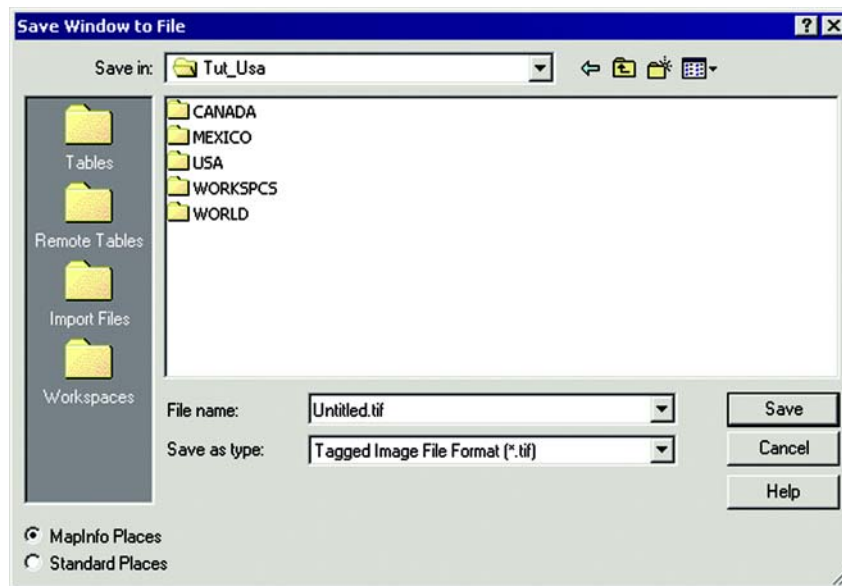 Save Window to File
Save in: Tut_Usa
Tables
Remote Tables
Import Files
Workspaces
CANADA
MEXICO
USA
WORKSPCS
WORLD
File name: Untitled.tif Save
Save as type: Tagged Image File Format (*.tif) Cancel
Help
MapInfo Places
Standard Places